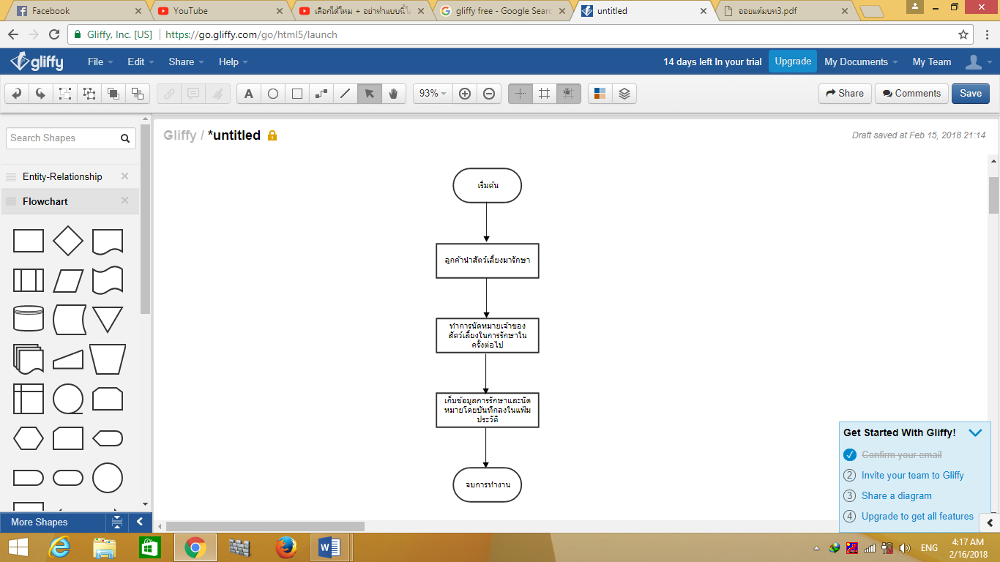 Facebook
YouTube
เลือกได้ไหม + อย่าทำแบบนี้ไ
gliffy free - Google Searc
untitled
ออยแต่มบท3.pdf
Gliffy, Inc. [US]
https://go.gliffy.com/go/html5/launch
gliffy
File
Edit
Share
Help
14 days left In your trial
Upgrade
My Documents
My Team
A
93%
Share
Comments
Save
Search Shapes
Gliffy / *untitled
Draft saved at Feb 15, 2018 21:14
Entity-Relationship
Flowchart
เริ่มต้น
ลูกค้านำสัตว์เลี้ยงมารักษา
ทำการนัดหมายเจ้าของ
สัตว์เลี้ยงในการรักษาใน
ครั้งต่อไป
เก็บข้อมูลการรักษาและนัด
หมายโดยบันทึกลงในแฟ้ม
ประวัติ
จบการทำงาน
Get Started With Gliffy!
Confirm your email
2 Invite your team to Gliffy
3 Share a diagram
4 Upgrade to get all features
More Shapes
ENG
4:17 AM
2/16/2018